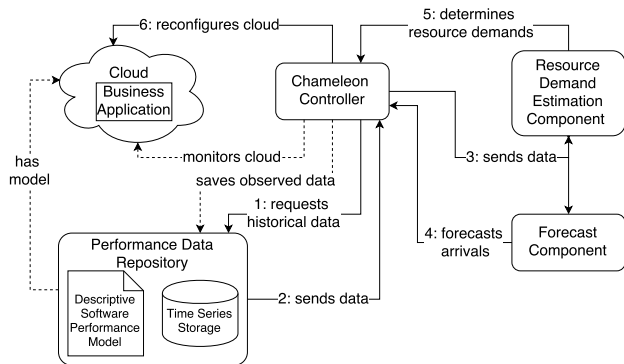 6: reconfigures cloud
5: determines
resource demands
Cloud
Business
Application
Chameleon
Controller
Resource
Demand
Estimation
Component
has
model
monitors cloud
3: sends data
saves observed data
1: requests
historical data
4: forecasts
arrivals
Forecast
Component
Performance Data
Repository
Descriptive
Software
Performance
Model
Time Series
Storage
2: sends data